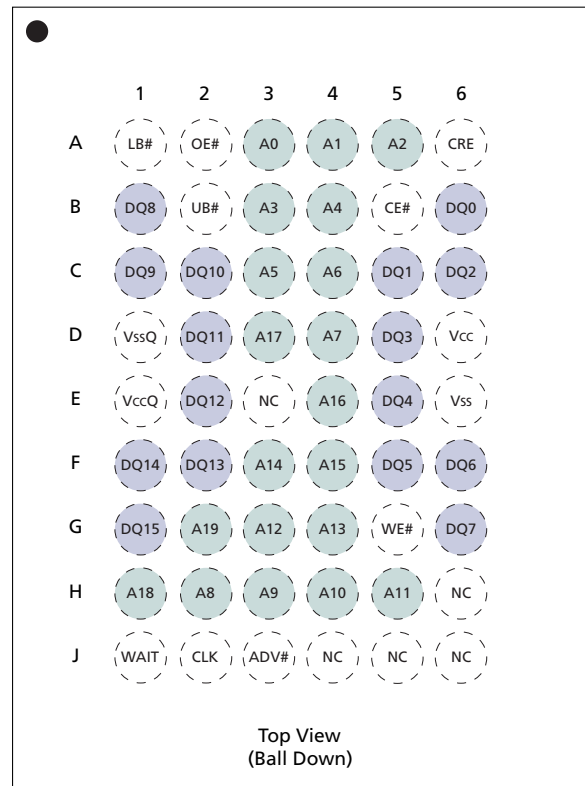 1 2 3 4 5 6
A LB# OE# A0 A1 A2 CRE
B DQ8 UB# A3 A4 CE# DQ0
C DQ9 DQ10 A5 A6 DQ1 DQ2
D VssQ DQ11 A17 A7 DQ3 Vcc
E VccQ DQ12 NC A16 DQ4 Vss
F DQ14 DQ13 A14 A15 DQ5 DQ6
G DQ15 A19 A12 A13 WE# DQ7
H A18 A8 A9 A10 A11 NC
J WAIT CLK ADV# NC NC NC
Top View
(Ball Down)